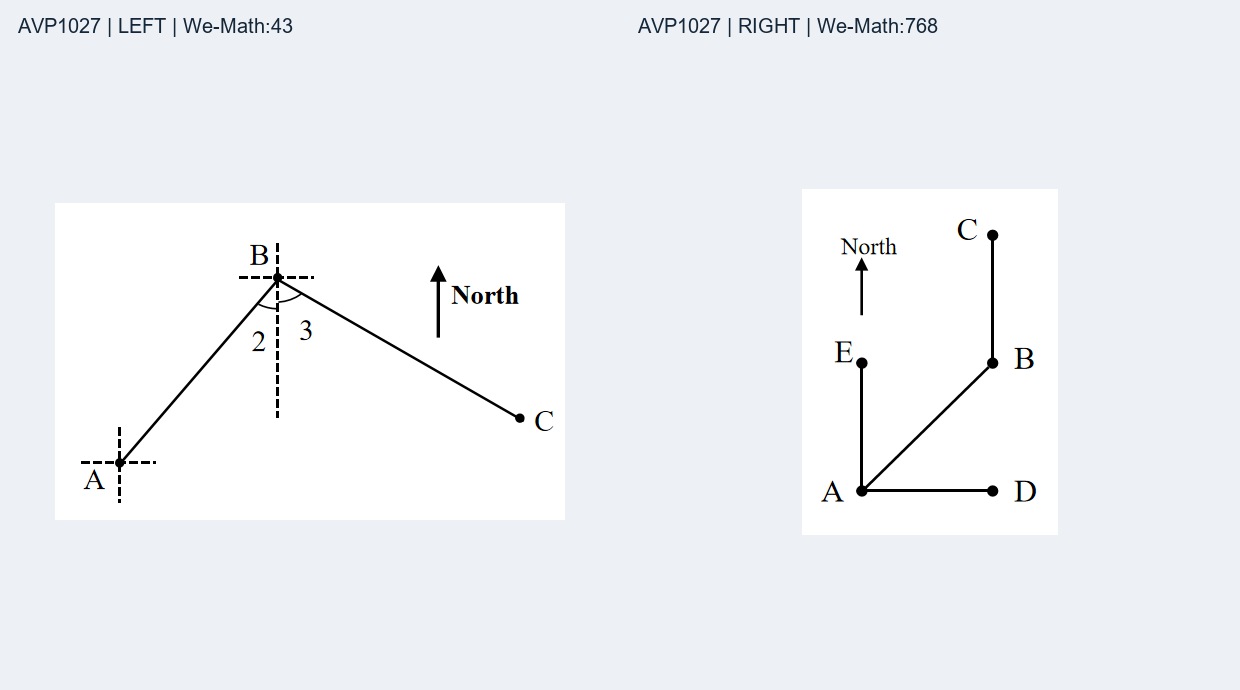 AVP1027 | LEFT | We-Math:43
B
North
2
3
C
A
AVP1027 | RIGHT | We-Math:768
C
North
E
B
A
D